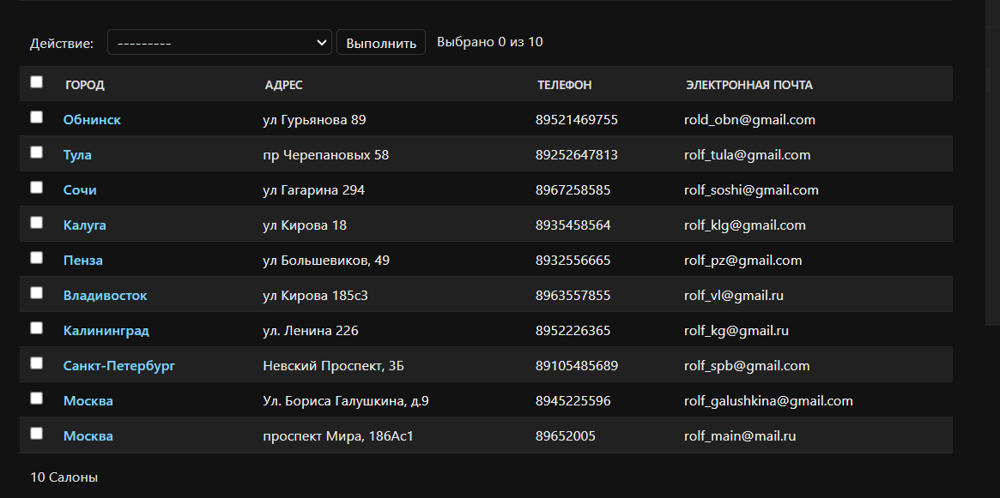 Действие: --------- Выполнить Выбрано 0 из 10
ГОРОД АДРЕС ТЕЛЕФОН ЭЛЕКТРОННАЯ ПОЧТА
Обнинск ул Гурьянова 89 89521469755 rold_obn@gmail.com
Тула пр Черепановых 58 89252647813 rolf_tula@gmail.com
Сочи ул Гагарина 294 8967258585 rolf_soshi@gmail.com
Калуга ул Кирова 18 8935458564 rolf_klg@gmail.com
Пенза ул Большевиков, 49 8932556665 rolf_pz@gmail.com
Владивосток ул Кирова 185с3 8963557855 rolf_vl@gmail.ru
Калининград ул. Ленина 226 8952226365 rolf_kg@gmail.ru
Санкт-Петербург Невский Проспект, 3Б 89105485689 rolf_spb@gmail.com
Москва Ул. Бориса Галушкина, д.9 8945225596 rolf_galushkina@gmail.com
Москва проспект Мира, 186Ас1 89652005 rolf_main@mail.ru
10 Салоны